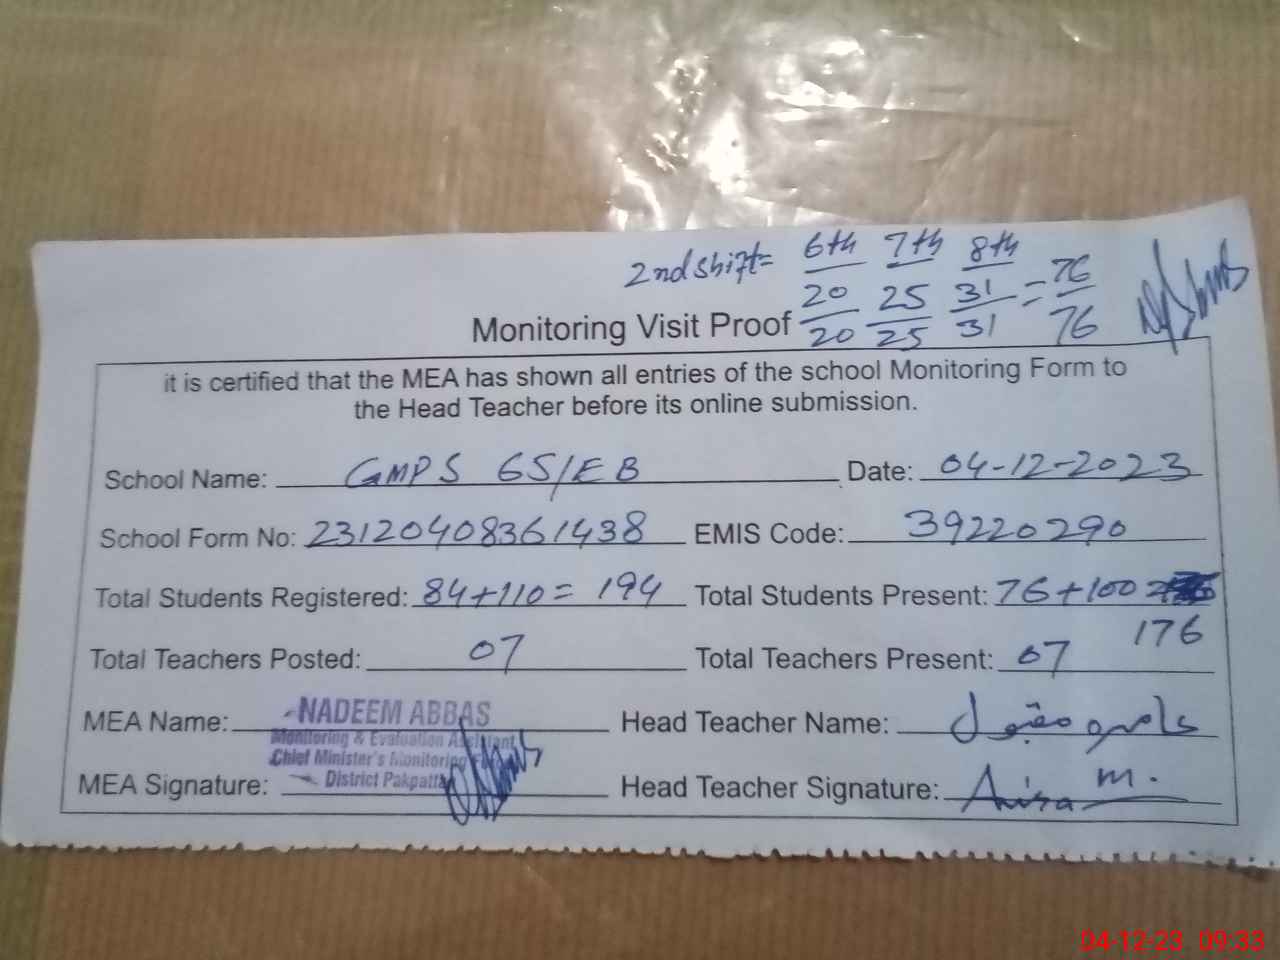 2nd shift= 6th 7th 8th
20 25 31 = 76
20 25 31 76
Monitoring Visit Proof
it is certified that the MEA has shown all entries of the school Monitoring Form to
the Head Teacher before its online submission.
School Name: GMPS 65/EB Date: 04-12-2023
School Form No: 23120408361438 EMIS Code: 39220290
Total Students Registered: 84+110= 194 Total Students Present: 76+100=
176
Total Teachers Posted: 07 Total Teachers Present: 07
MEA Name: NADEEM ABBAS Head Teacher Name:
Monitoring & Evaluation Assistant
Chief Minister's Monitoring
District Pakpattan
MEA Signature: Head Teacher Signature: M.
04-12-23 09:33